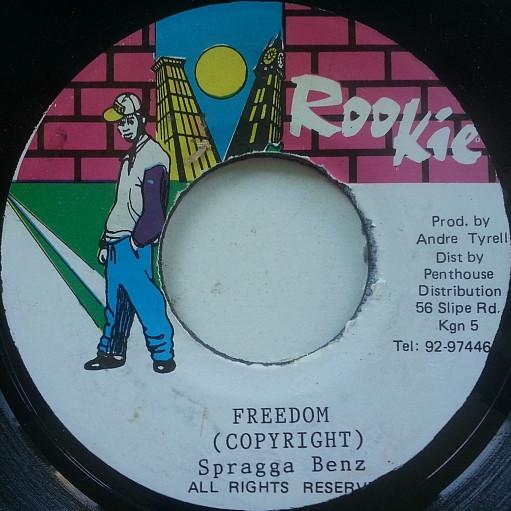 Rookie
Prod. by
Andre Tyrell
Dist by
Penthouse
Distribution
56 Slipe Rd.
Kgn 5
Tel: 92-97446
FREEDOM
(COPYRIGHT)
Spragga Benz
ALL RIGHTS RESERV